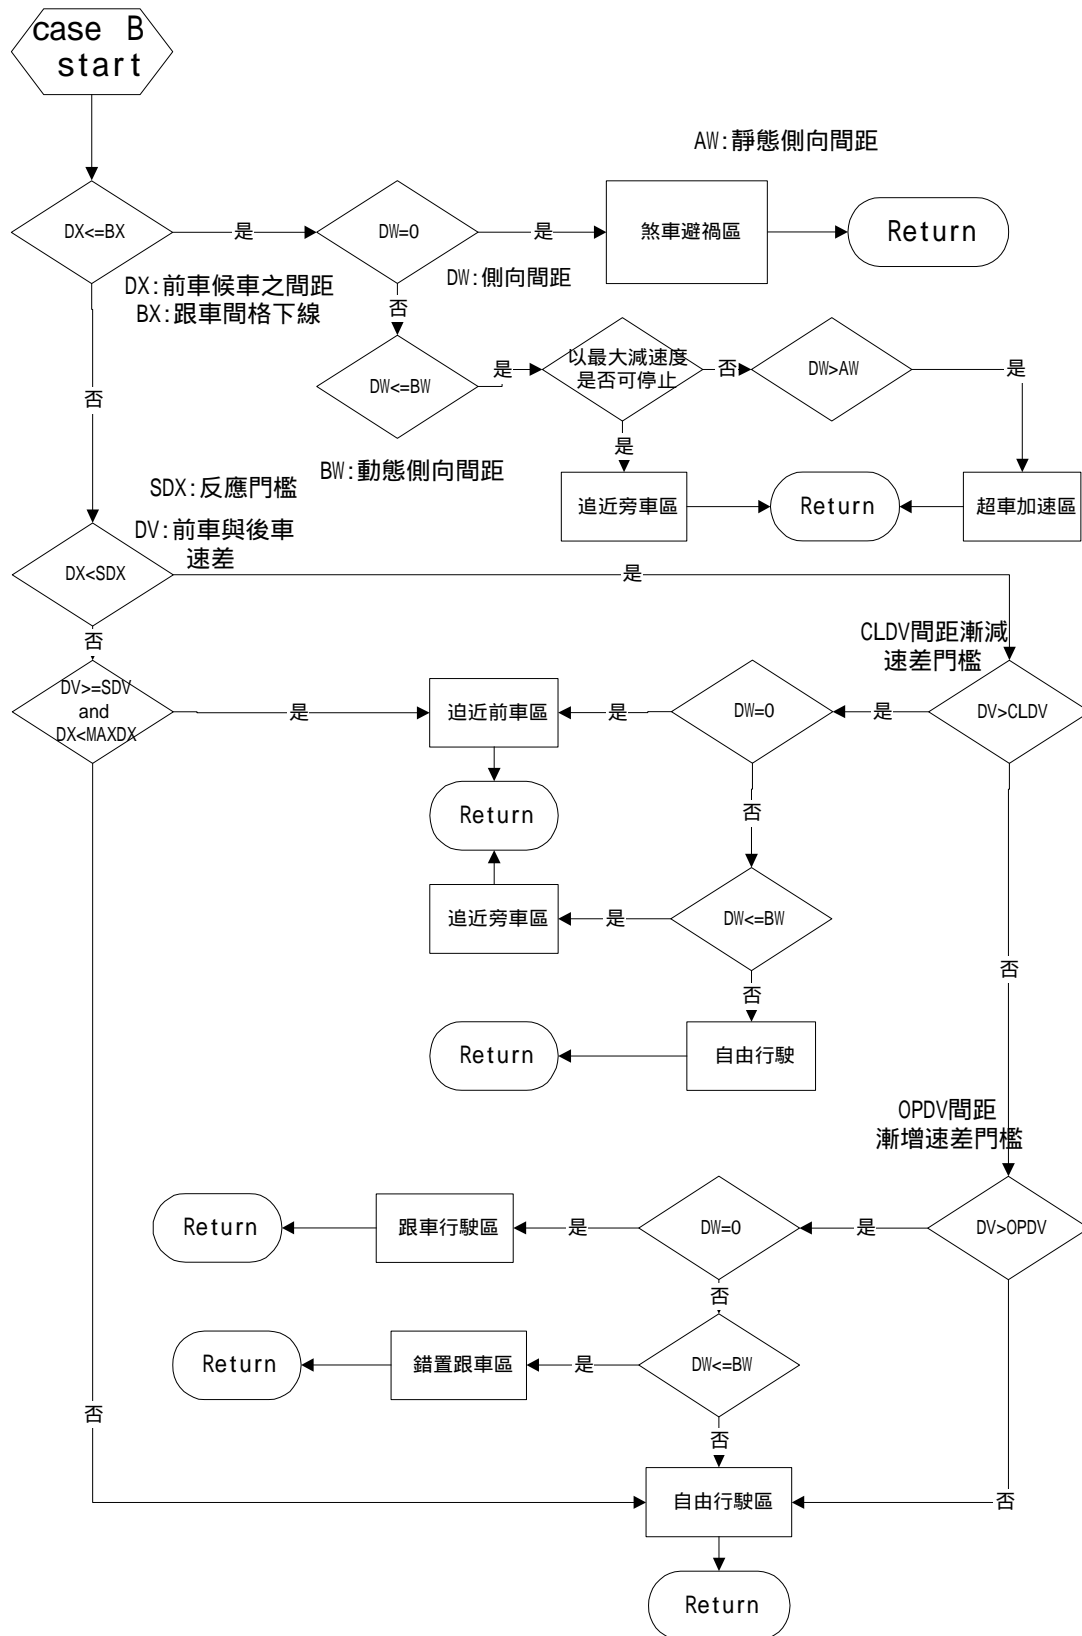 case B
start
AW:靜態側向間距
DX<=BX
是
DW=0
是
煞車避禍區
Return
DX:前車候車之間距
BX:跟車間格下線
DW:側向間距
否
DW<=BW
是
以最大減速度
是否可停止
否
DW>AW
是
否
是
BW:動態側向間距
SDX:反應門檻
追近旁車區
Return
超車加速區
DV:前車與後車
速差
DX<SDX
是
否
CLDV間距漸減
速差門檻
DV>=SDV
and
DX<MAXDX
是
迫近前車區
是
DW=0
是
DV>CLDV
Return
否
追近旁車區
是
DW<=BW
否
否
Return
自由行駛
OPDV間距
漸增速差門檻
Return
跟車行駛區
是
DW=0
是
DV>OPDV
否
Return
錯置跟車區
是
DW<=BW
否
否
自由行駛區
否
Return